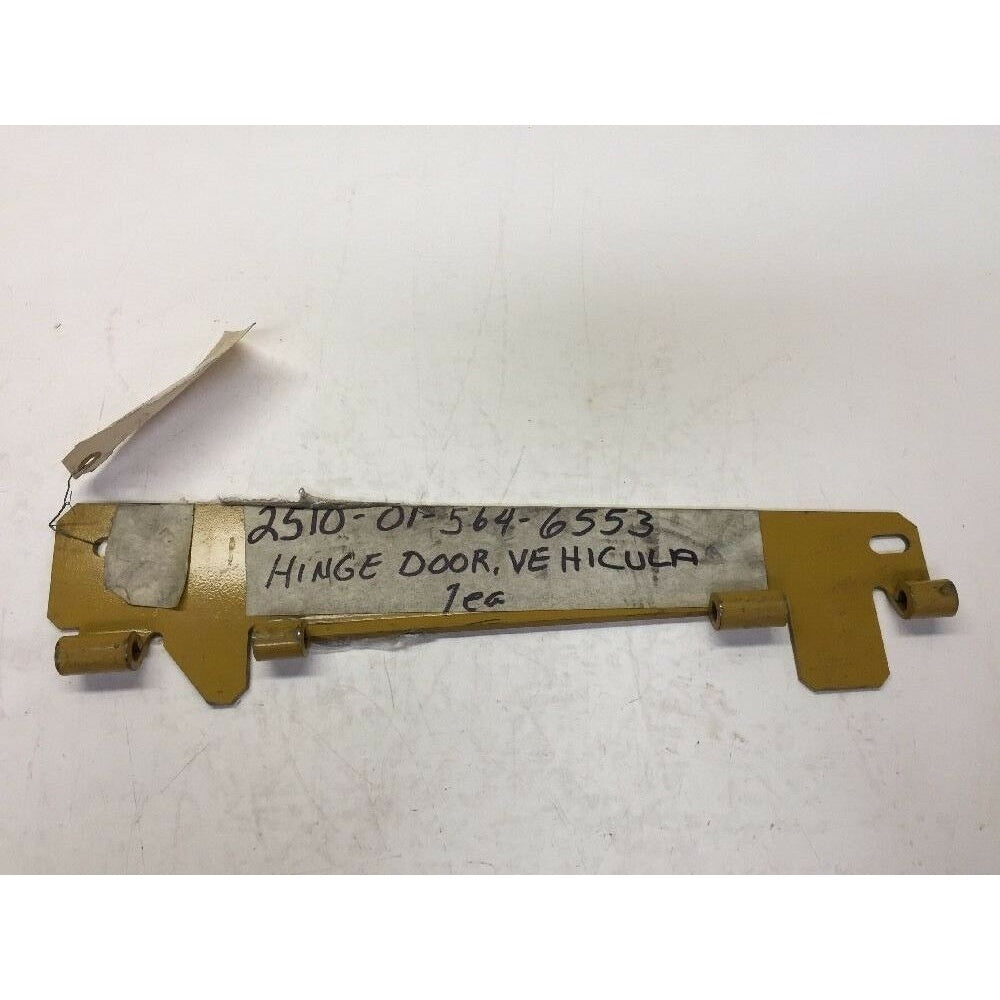 2510-01-564-6553
HINGE DOOR, VEHICULA
1ea